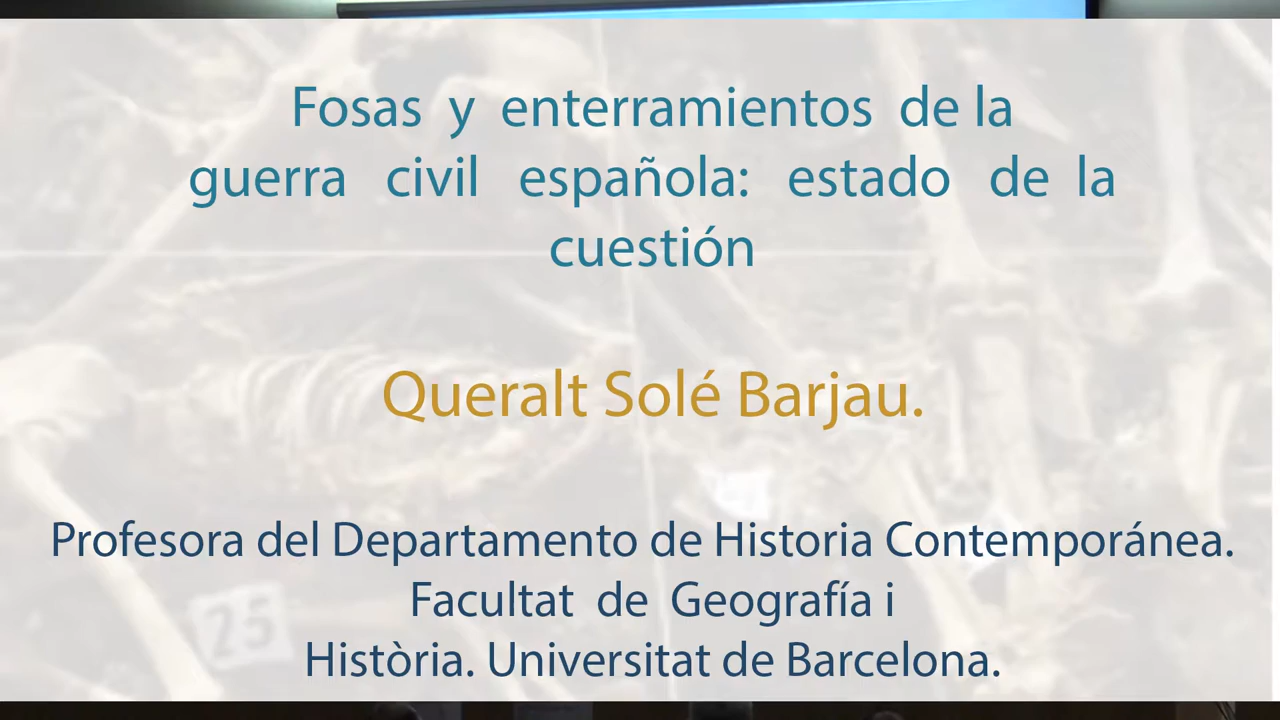 Fosas y enterramientos de la
guerra civil española: estado de la
cuestión
Queralt Solé Barjau.
Profesora del Departamento de Historia Contemporánea.
Facultat de Geografía i
Història. Universitat de Barcelona.
25